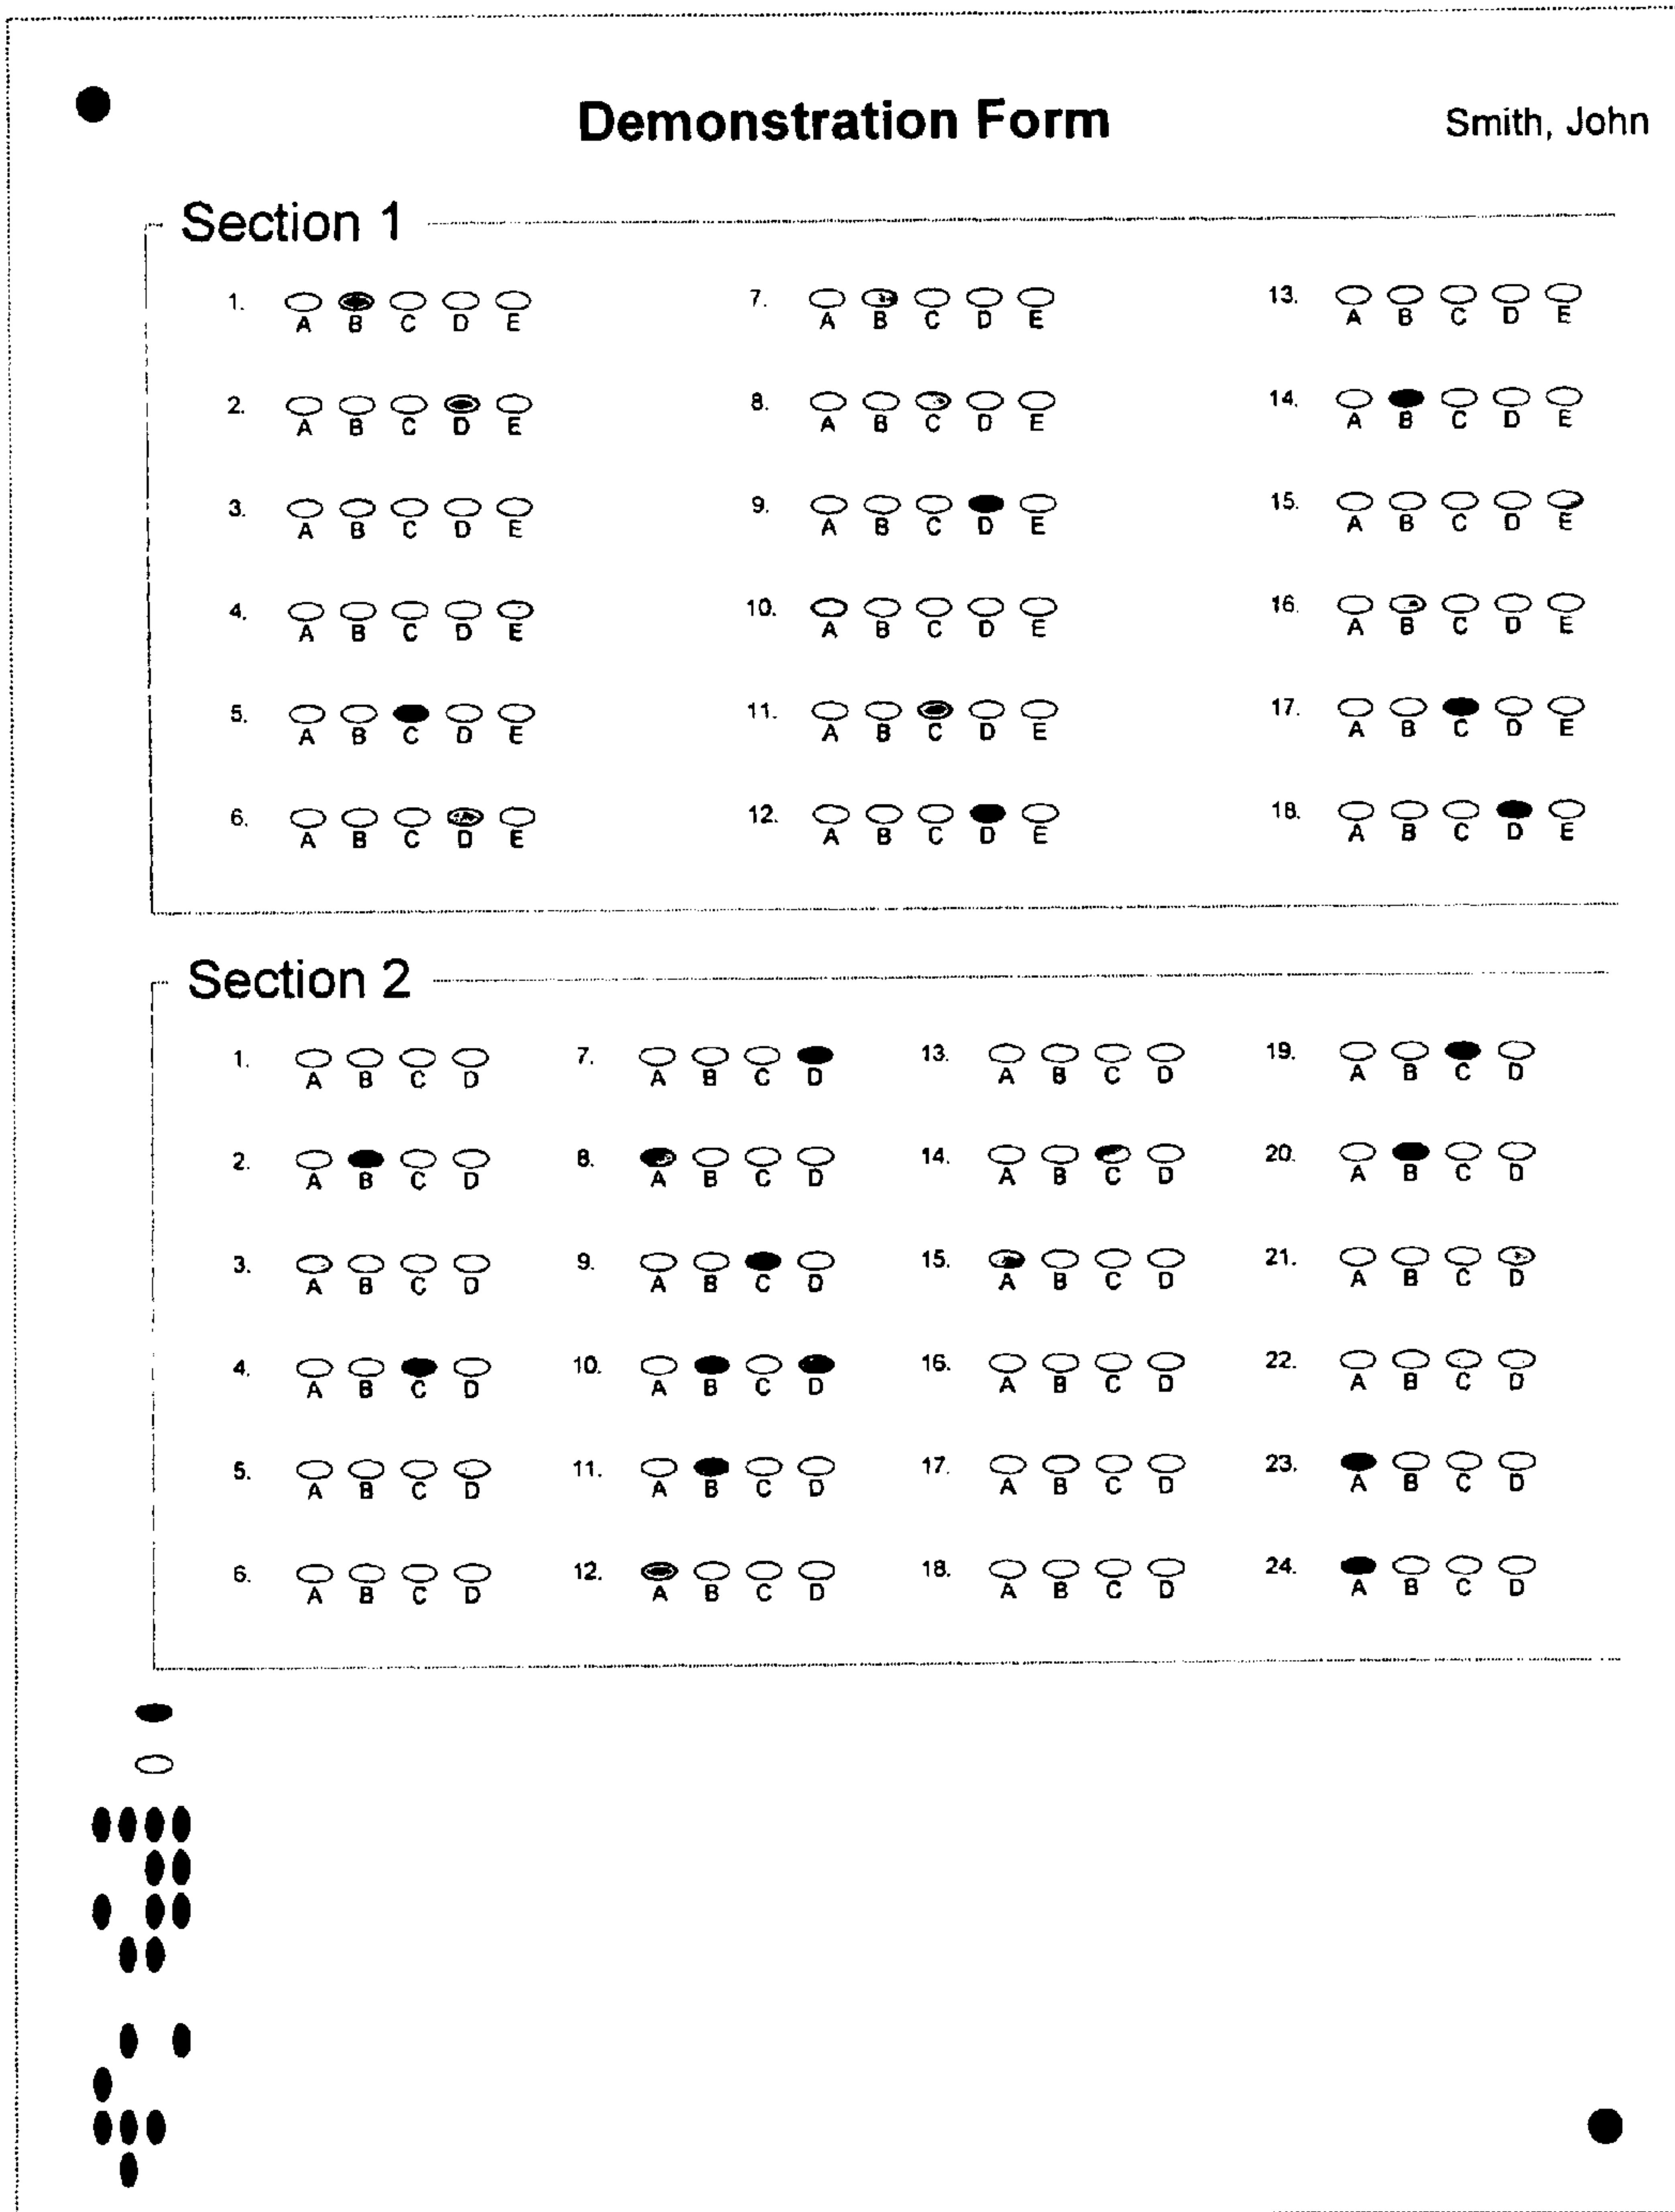 Demonstration Form Smith, John
Section 1
1. A B C D E 7. A B C D E 13. A B C D E
2. A B C D E 8. A B C D E 14. A B C D E
3. A B C D E 9. A B C D E 15. A B C D E
4. A B C D E 10. A B C D E 16. A B C D E
5. A B C D E 11. A B C D E 17. A B C D E
6. A B C D E 12. A B C D E 18. A B C D E
Section 2
1. A B C D 7. A B C D 13. A B C D 19. A B C D
2. A B C D 8. A B C D 14. A B C D 20. A B C D
3. A B C D 9. A B C D 15. A B C D 21. A B C D
4. A B C D 10. A B C D 16. A B C D 22. A B C D
5. A B C D 11. A B C D 17. A B C D 23. A B C D
6. A B C D 12. A B C D 18. A B C D 24. A B C D